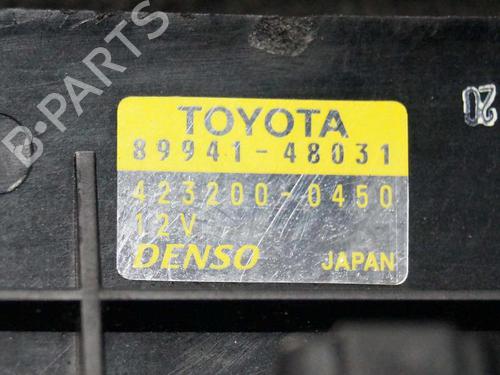 TOYOTA
89941-48031
423200-0450
12V
DENSO JAPAN
20
B-PARTS